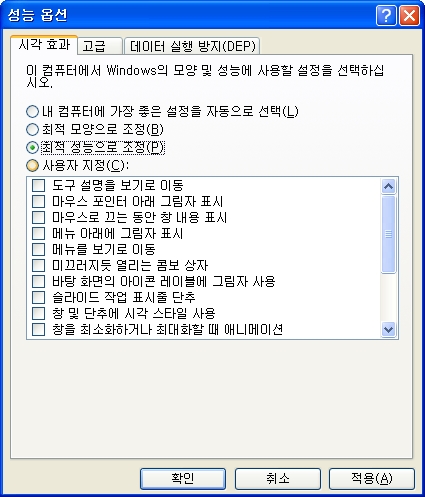 성능 옵션
시각 효과
고급
데이터 실행 방지(DEP)
이 컴퓨터에서 Windows의 모양 및 성능에 사용할 설정을 선택하십
시오.
내 컴퓨터에 가장 좋은 설정을 자동으로 선택(L)
최적 모양으로 조정(B)
최적 성능으로 조정(P)
사용자 지정(C):
도구 설명을 보기로 이동
마우스 포인터 아래 그림자 표시
마우스로 끄는 동안 창 내용 표시
메뉴 아래에 그림자 표시
메뉴를 보기로 이동
미끄러지듯 열리는 콤보 상자
바탕 화면의 아이콘 레이블에 그림자 사용
슬라이드 작업 표시줄 단추
창 및 단추에 시각 스타일 사용
창을 최소화하거나 최대화할 때 애니메이션
확인
취소
적용(A)